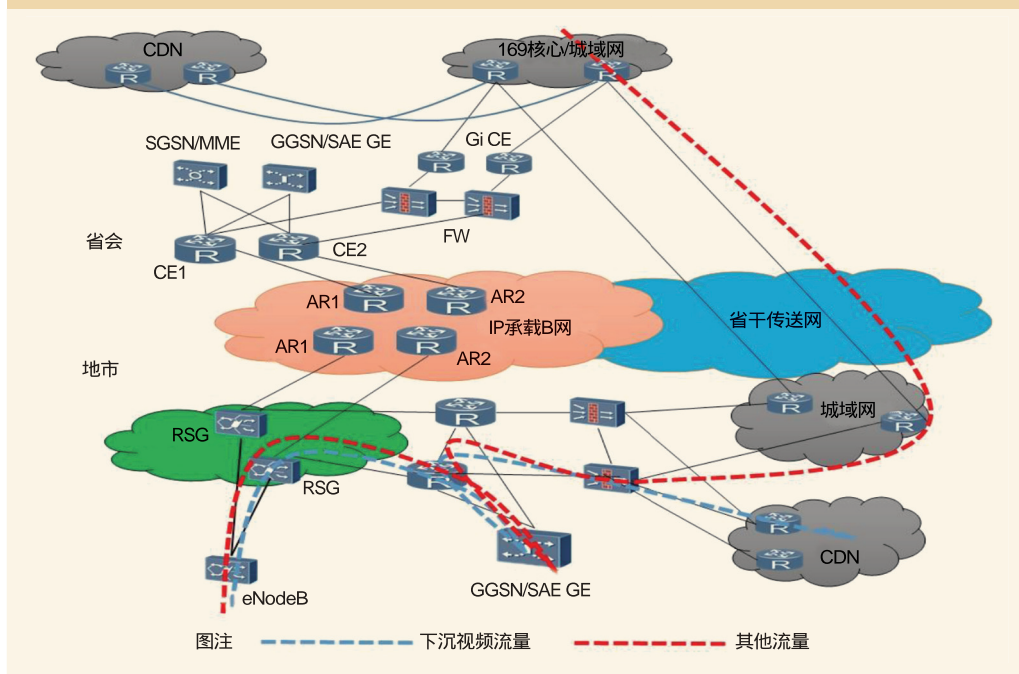 CDN
169核心/城域网
R
R
R
R
SGSN/MME
GGSN/SAE GE
Gi CE
R
R
FW
省会
CE1
R
R
CE2
AR1
R
R
AR2
IP承载B网
省干传送网
AR1
R
R
AR2
地市
RSG
R
R
城域网
R
RSG
R
R
CDN
R
GGSN/SAE GE
eNodeB
图注
下沉视频流量
其他流量